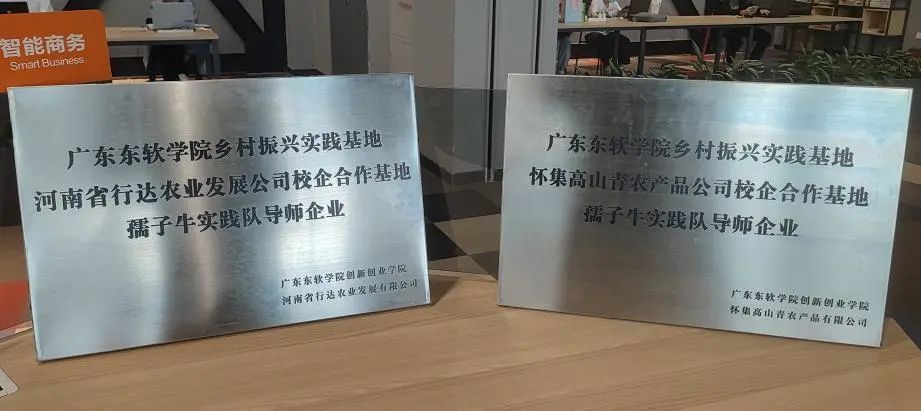 智能商务
Smart Business
广东东软学院乡村振兴实践基地
河南省行达农业发展公司校企合作基地
孺子牛实践队导师企业
广东东软学院创新创业学院
河南省行达农业发展有限公司
广东东软学院乡村振兴实践基地
怀集高山青农产品公司校企合作基地
孺子牛实践队导师企业
广东东软学院创新创业学院
怀集高山青农产品有限公司